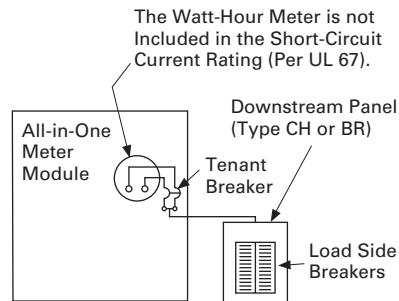 The Watt-Hour Meter is not
Included in the Short-Circuit
Current Rating (Per UL 67).
Downstream Panel
(Type CH or BR)
All-in-One
Meter
Module
Tenant
Breaker
Load Side
Breakers